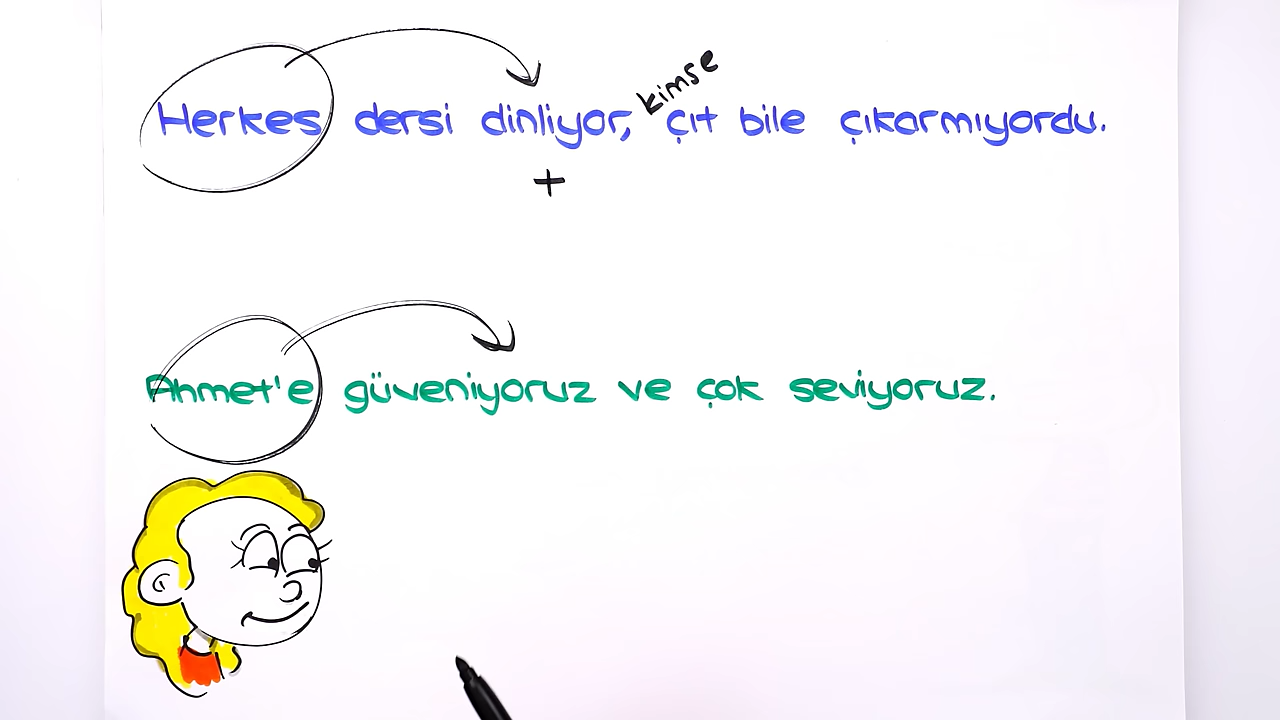 kimse
Herkes dersi dinliyor, çıt bile çıkarmıyordu.
+
Ahmet'e güveniyoruz ve çok seviyoruz.